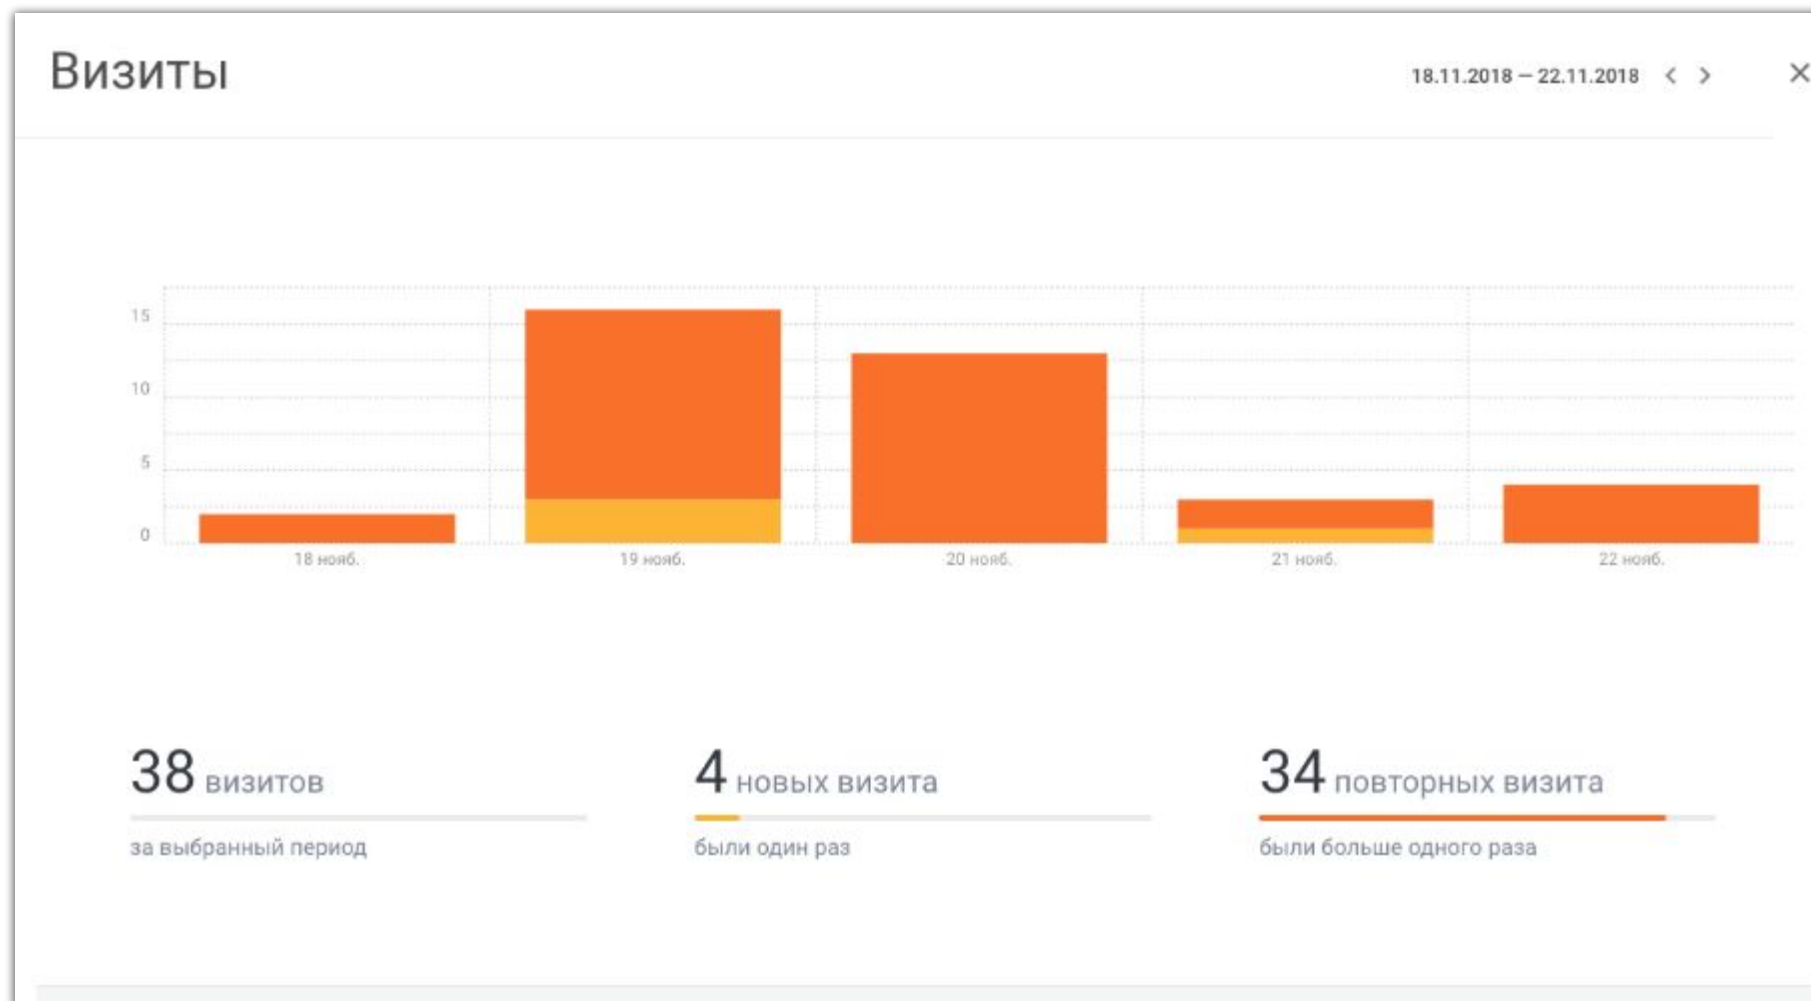 Визиты
18.11.2018 — 22.11.2018
15
10
5
0
18 нояб.
19 нояб.
20 нояб.
21 нояб.
22 нояб.
38 визитов
за выбранный период
4 новых визита
были один раз
34 повторных визита
были больше одного раза